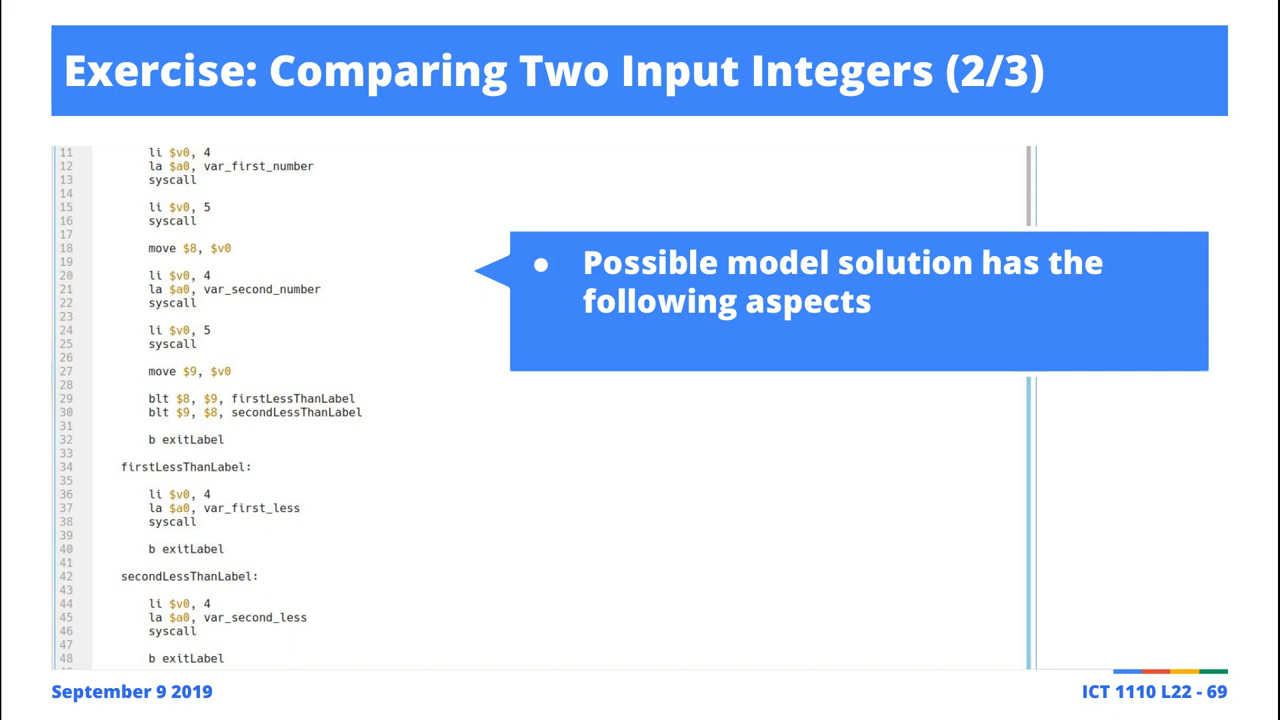 Exercise: Comparing Two Input Integers (2/3)
11 li $v0, 4
12 la $a0, var_first_number
13 syscall
14
15 li $v0, 5
16 syscall
17
18 move $8, $v0
19
20 li $v0, 4
21 la $a0, var_second_number
22 syscall
23
24 li $v0, 5
25 syscall
26
27 move $9, $v0
28
29 blt $8, $9, firstLessThanLabel
30 blt $9, $8, secondLessThanLabel
31
32 b exitLabel
33
34 firstLessThanLabel:
35
36 li $v0, 4
37 la $a0, var_first_less
38 syscall
39
40 b exitLabel
41
42 secondLessThanLabel:
43
44 li $v0, 4
45 la $a0, var_second_less
46 syscall
47
48 b exitLabel
● Possible model solution has the
following aspects
September 9 2019
ICT 1110 L22 - 69